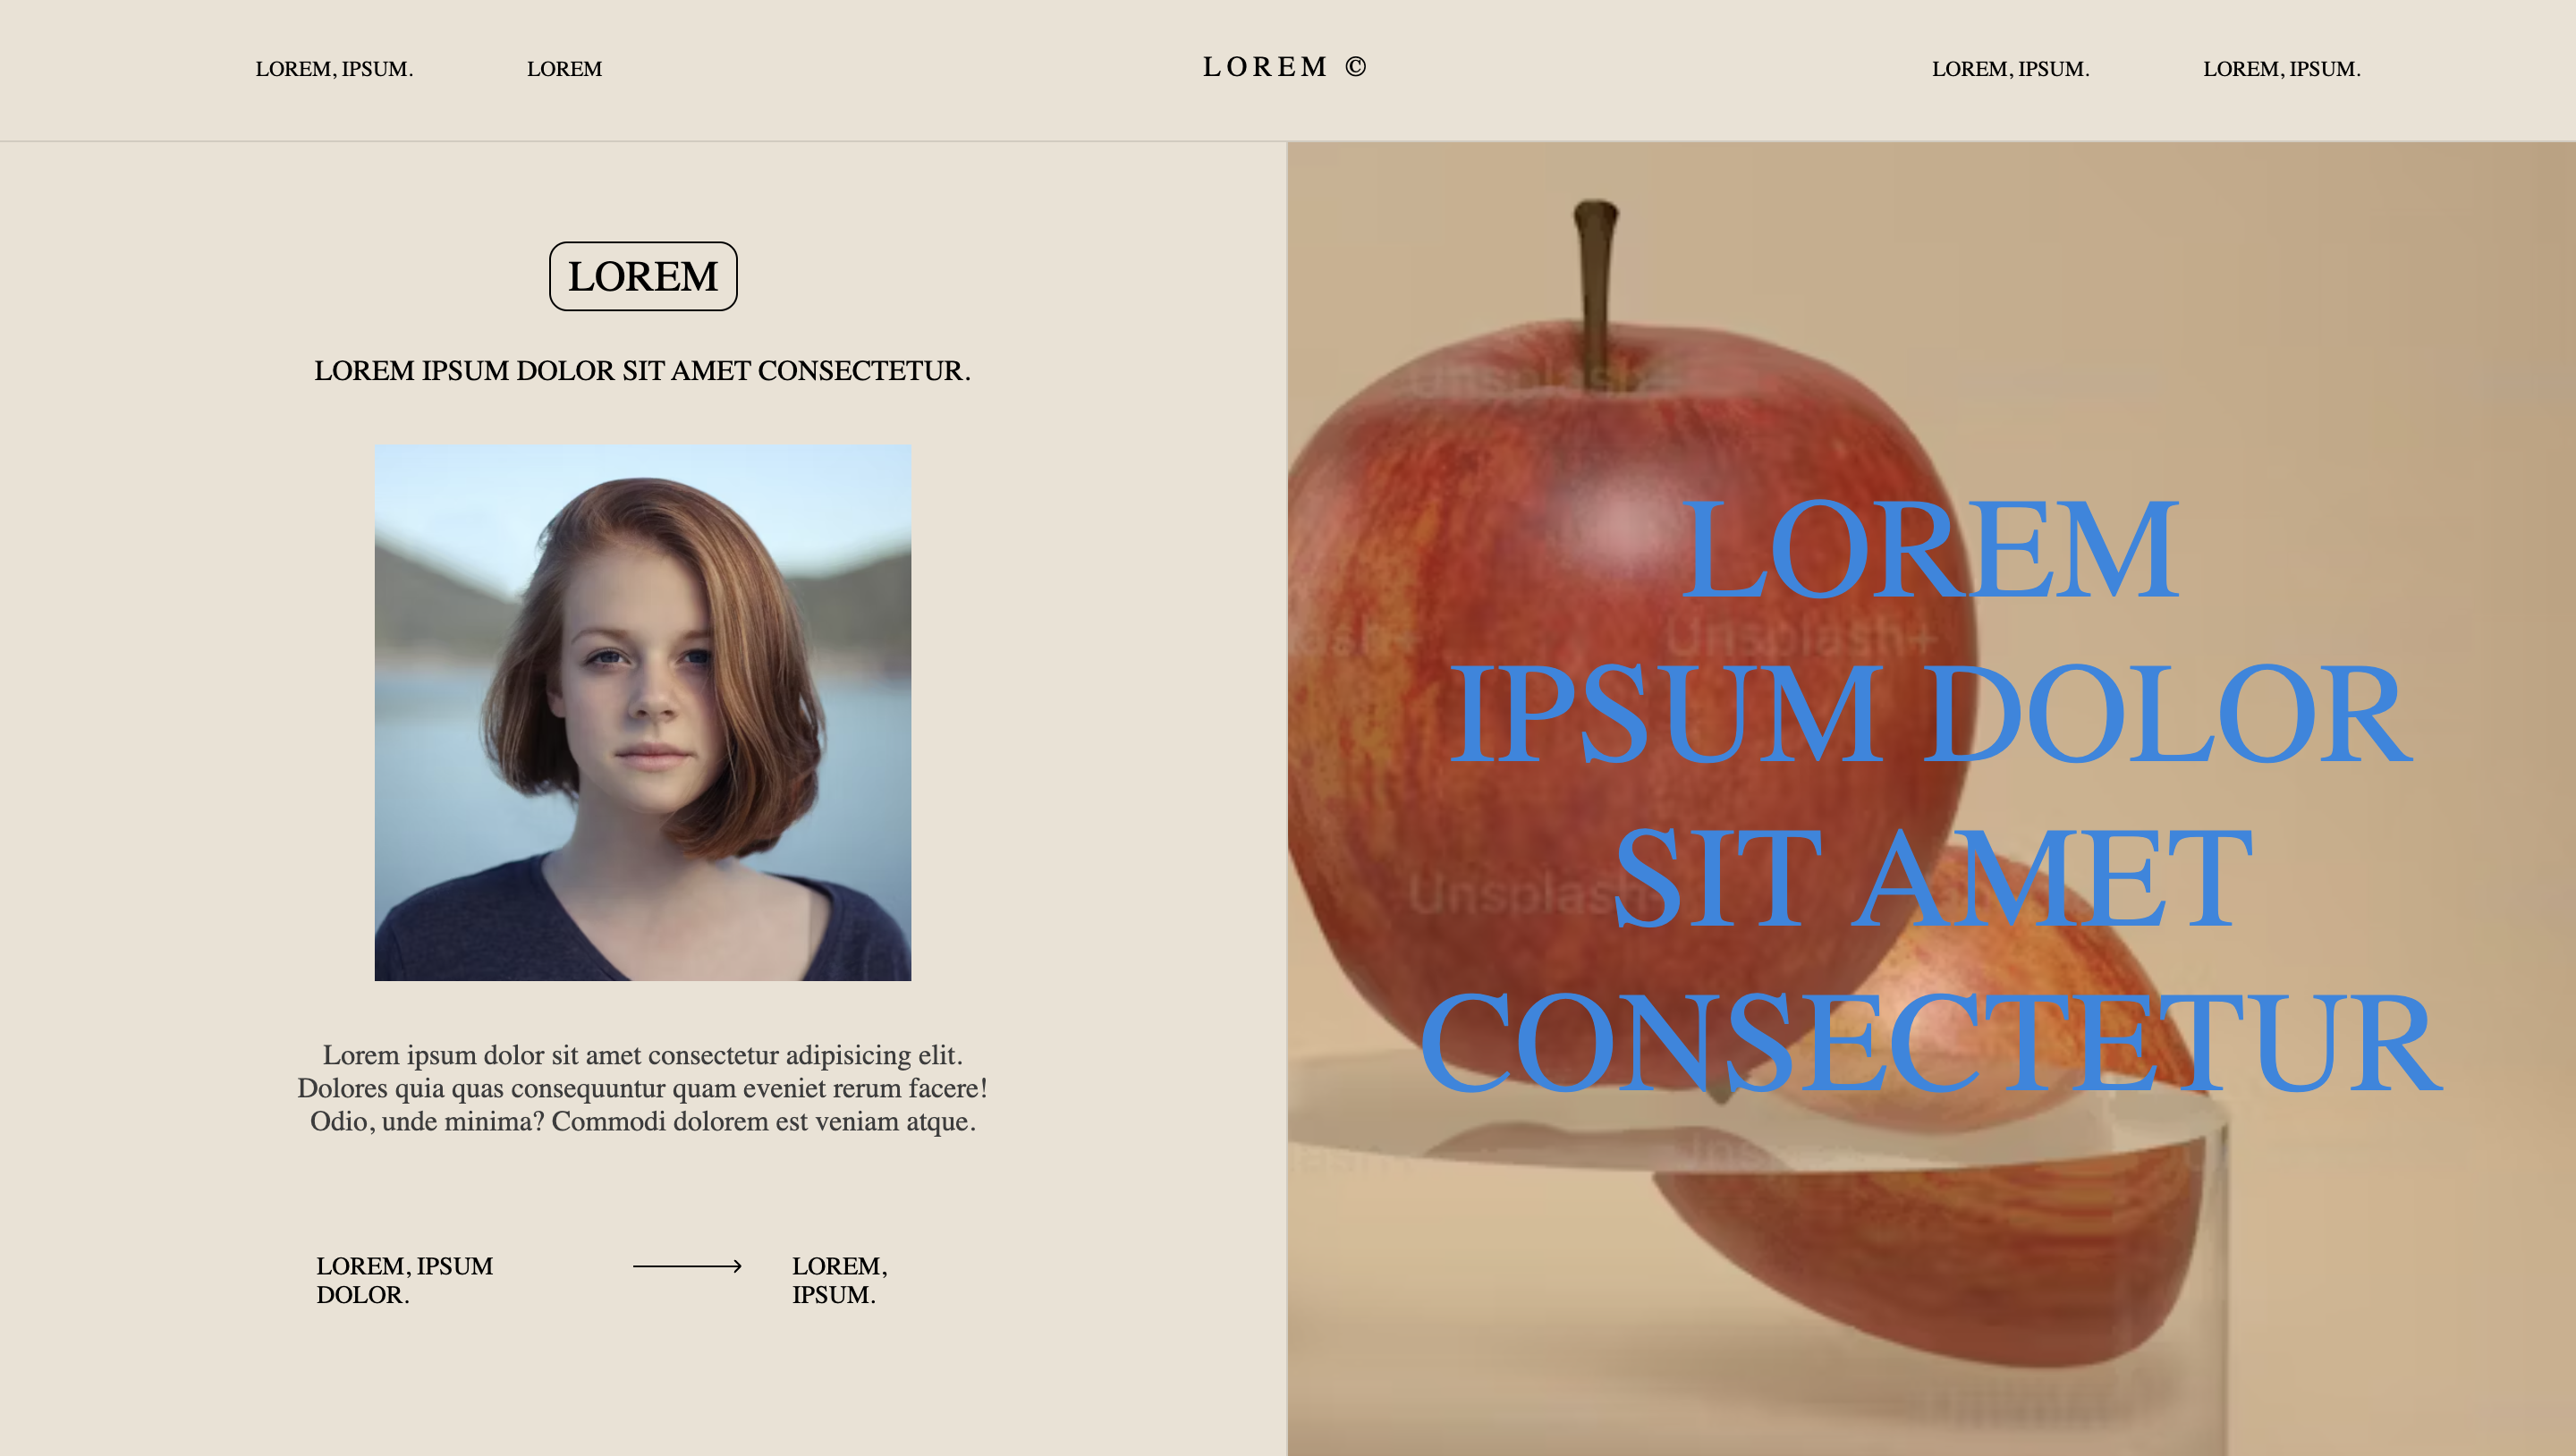 LOREM, IPSUM.
LOREM
LOREM ©
LOREM, IPSUM.
LOREM, IPSUM.
LOREM
LOREM IPSUM DOLOR SIT AMET CONSECTETUR.
Lorem ipsum dolor sit amet consectetur adipisicing elit.
Dolores quia quas consequuntur quam eveniet rerum facere!
Odio, unde minima? Commodi dolorem est veniam atque.
LOREM, IPSUM
DOLOR.
LOREM,
IPSUM.
Unsplash+
LOREM
Unsplash+
IPSUM DOLOR
SIT AMET
CONSECTETUR